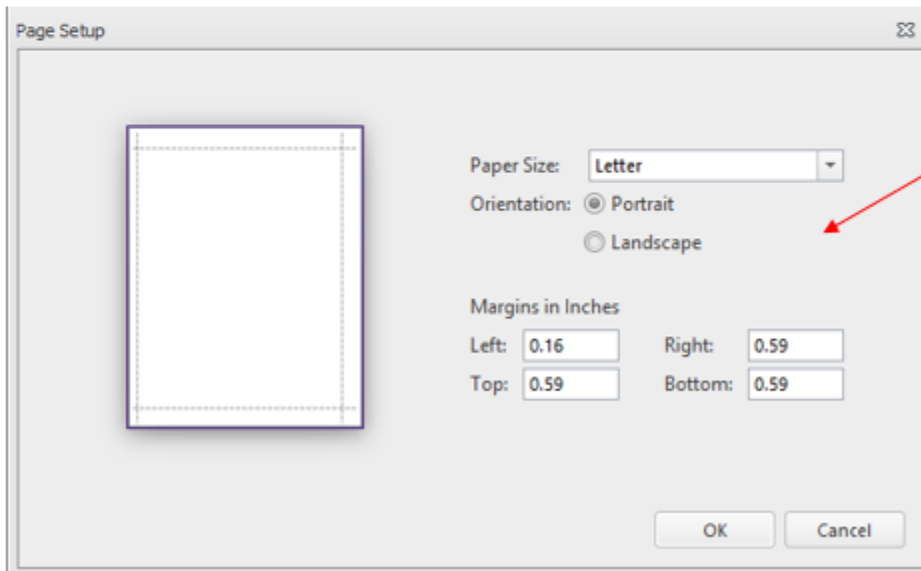 Page Setup
Paper Size: Letter
Orientation: Portrait
Landscape
Margins in Inches
Left: 0.16 Right: 0.59
Top: 0.59 Bottom: 0.59
OK Cancel